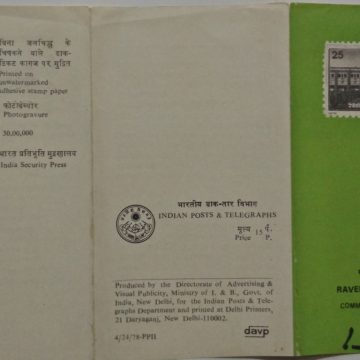 बिना जलचिह्न के
चिपकने वाले डाक-
टिकट कागज पर मुद्रित
Printed on
unwatermarked
adhesive stamp paper
फोटोग्रेव्योर
Photogravure
30,00,000
भारत प्रतिभूति मुद्रणालय
India Security Press
भारतीय डाक-तार विभाग
INDIAN POSTS & TELEGRAPHS
मूल्य 15 पै.
Price P.
Produced by the Directorate of Advertising &
Visual Publicity, Ministry of I. & B., Govt. of
India, New Delhi, for the Indian Posts & Tele-
graphs Department and printed at Delhi Printers,
21 Daryaganj, New Delhi-110002.
4/24/78-PPII
davp
25
RAVE
COMM